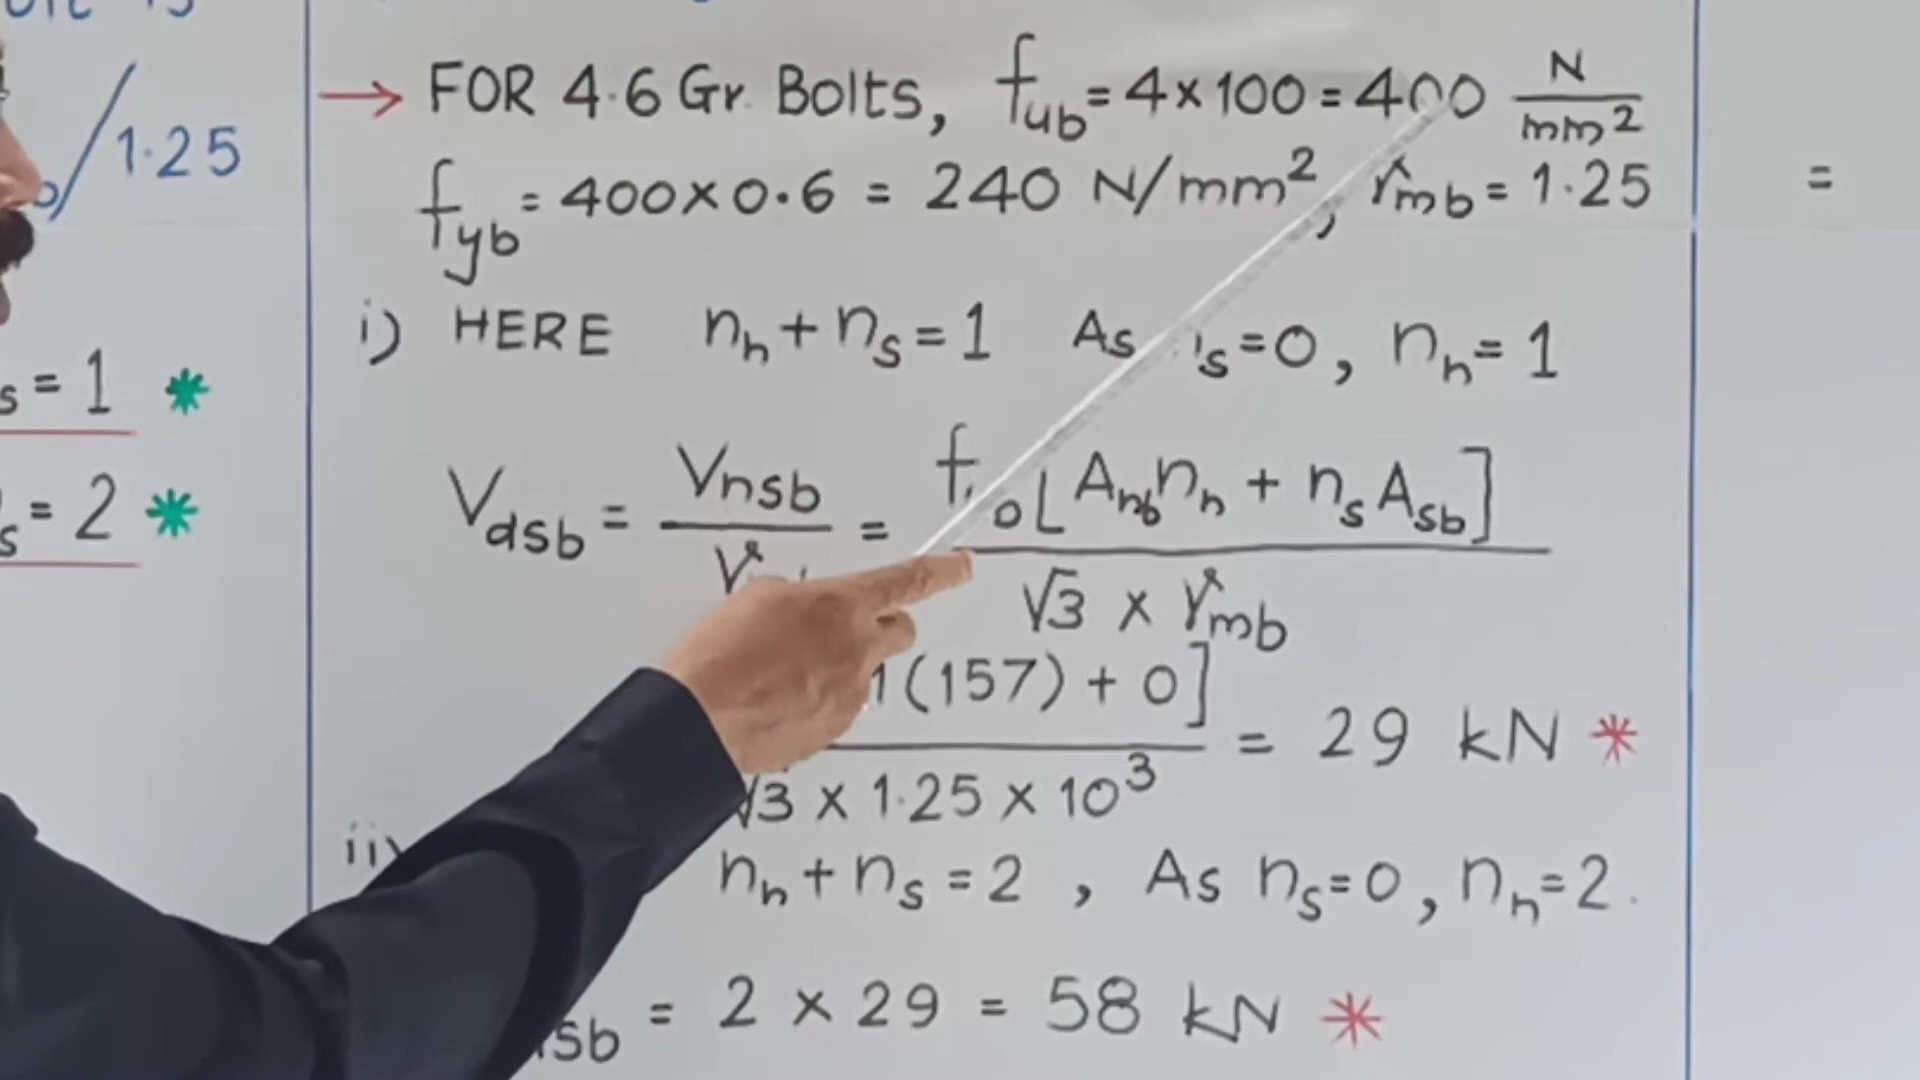 /1.25
s = 1 *
s = 2 *
→ FOR 4.6 Gr. Bolts, fub = 4 x 100 = 400 N/mm²
fyb = 400 x 0.6 = 240 N/mm², γmb = 1.25
=
i) HERE nn + ns = 1 As s = 0, nn = 1
Vdsb = Vnsb / γ = f b [Anb nn + ns Asb] / √3 x γmb
1 (157) + 0] / √3 x 1.25 x 10³ = 29 kN *
ii) nn + ns = 2 , As ns = 0, nn = 2.
sb = 2 x 29 = 58 kN *